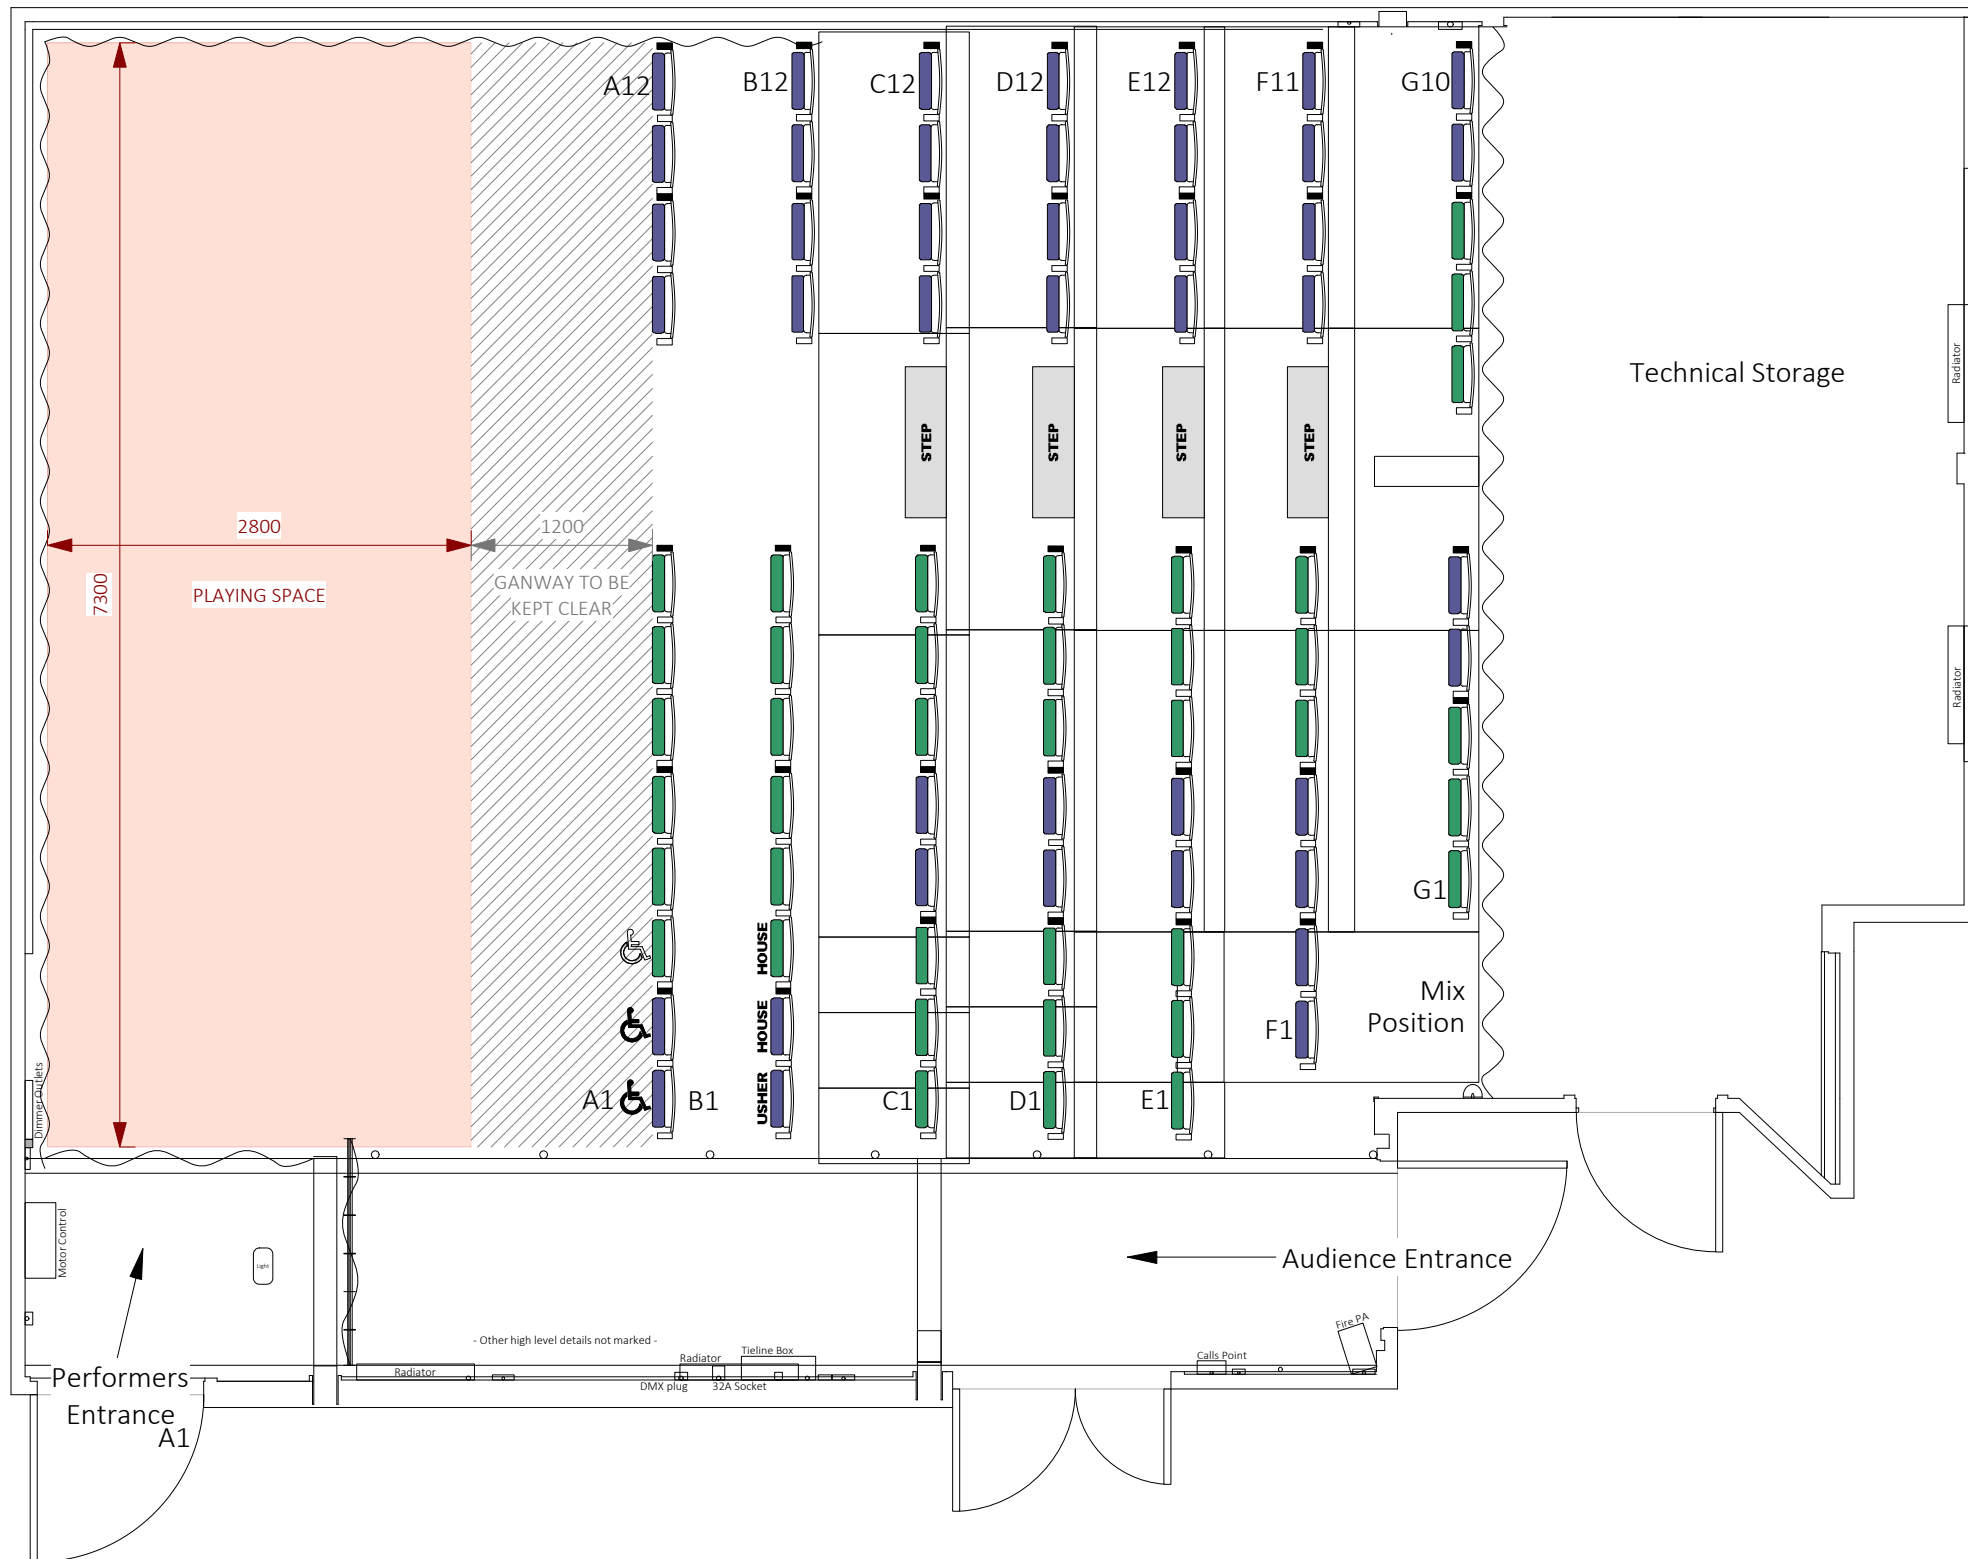 A12
B12
C12
D12
E12
F11
G10
Technical Storage
Radiator
STEP
STEP
STEP
STEP
2800
1200
7300
PLAYING SPACE
GANWAY TO BE
KEPT CLEAR
Radiator
G1
HOUSE
HOUSE
USHER
Mix
Position
F1
A1
B1
C1
D1
E1
Dimmer Outlets
Motor Control
Light
Audience Entrance
Fire PA
- Other high level details not marked -
Radiator
Radiator
Tieline Box
Calls Point
DMX plug
32A Socket
Performers
Entrance
A1